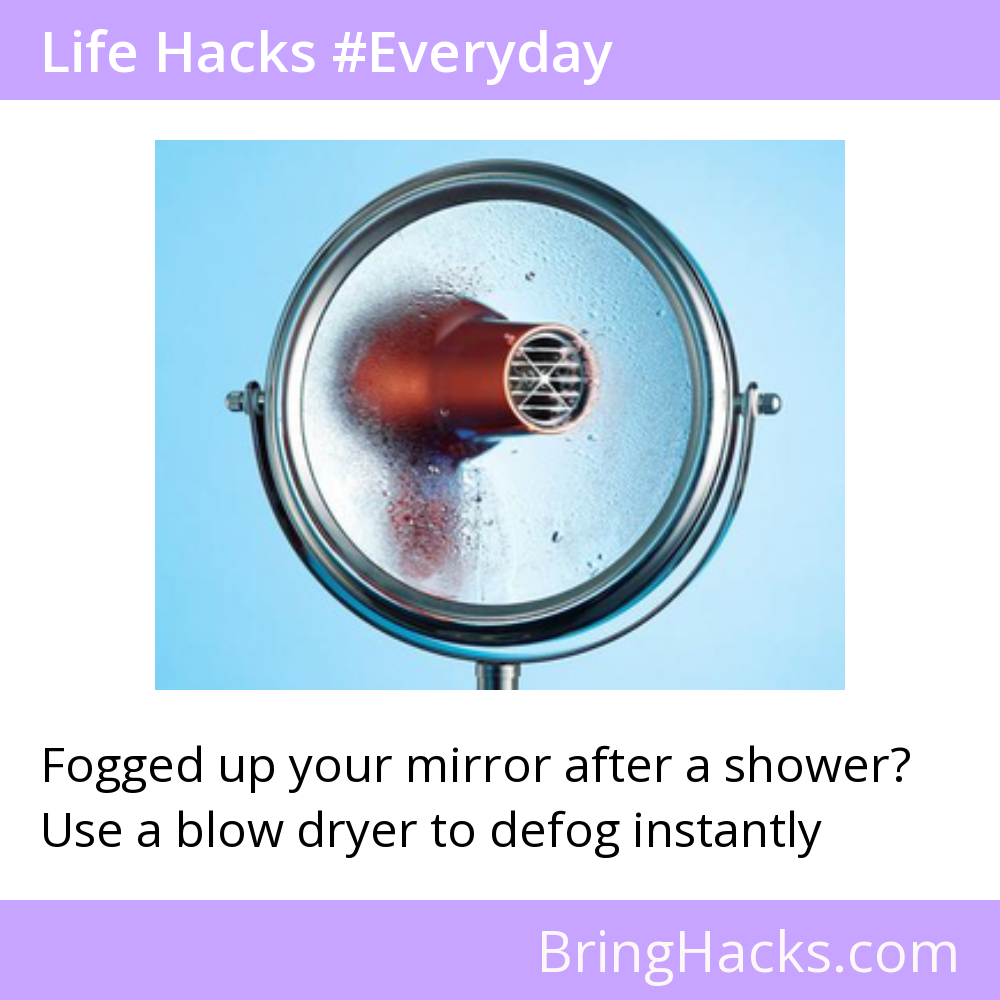 Life Hacks #Everyday
Fogged up your mirror after a shower?
Use a blow dryer to defog instantly
BringHacks.com